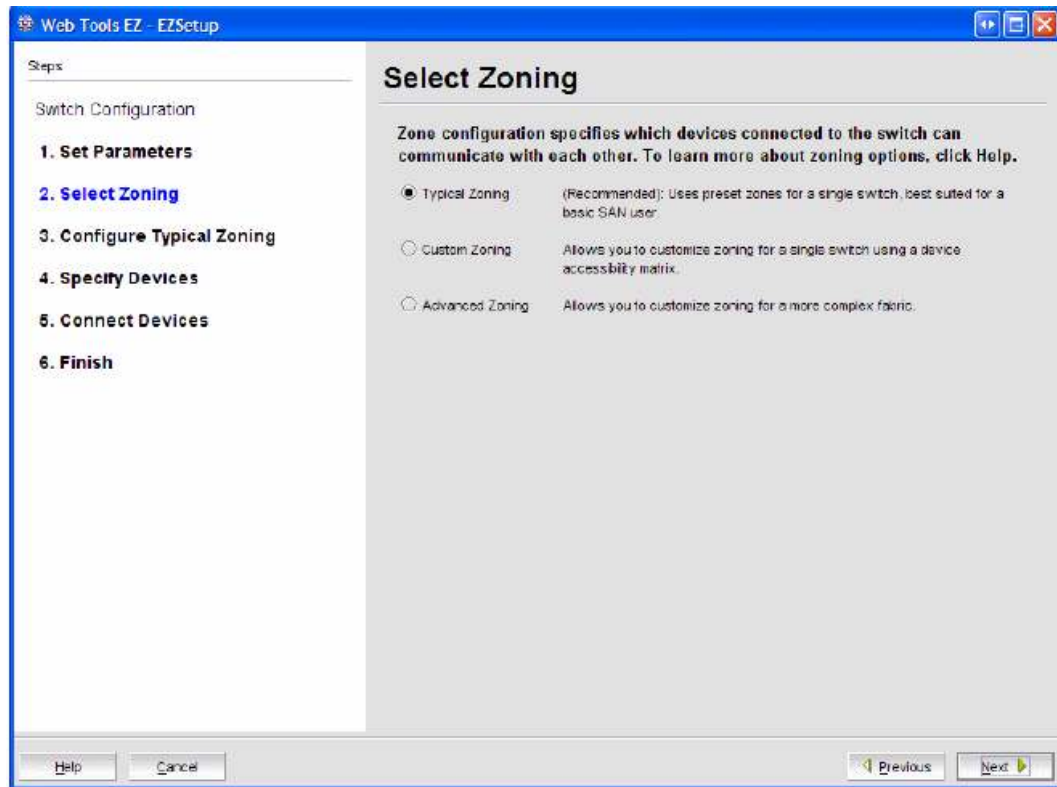 Web Tools EZ - EZSetup
Steps
Switch Configuration
1. Set Parameters
2. Select Zoning
3. Configure Typical Zoning
4. Specify Devices
5. Connect Devices
6. Finish
Select Zoning
Zone configuration specifies which devices connected to the switch can
communicate with each other. To learn more about zoning options, click Help.
Typical Zoning
(Recommended): Uses preset zones for a single switch, best suited for a
basic SAN user.
Custom Zoning
Allows you to customize zoning for a single switch using a device
accessbility matrix.
Advanced Zoning
Allows you to customize zoning for a more complex fabric.
Help
Cancel
Previous
Next